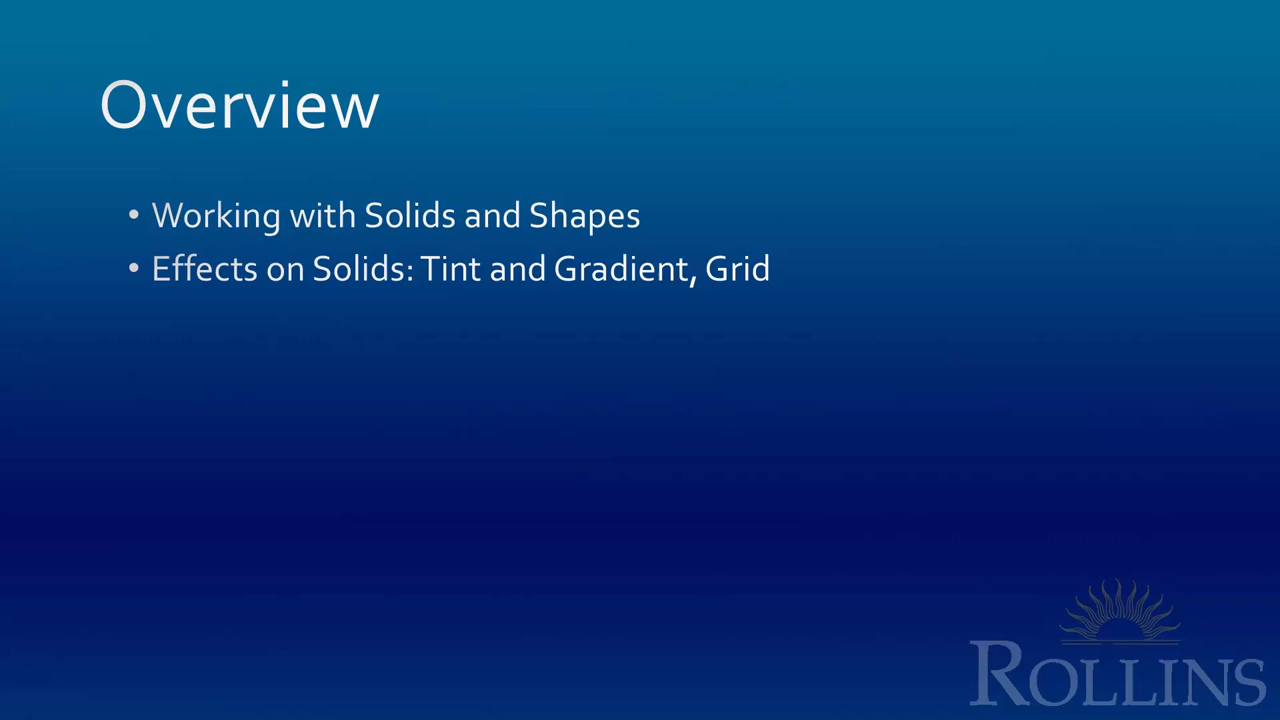 Overview
• Working with Solids and Shapes
• Effects on Solids: Tint and Gradient, Grid
ROLLINS